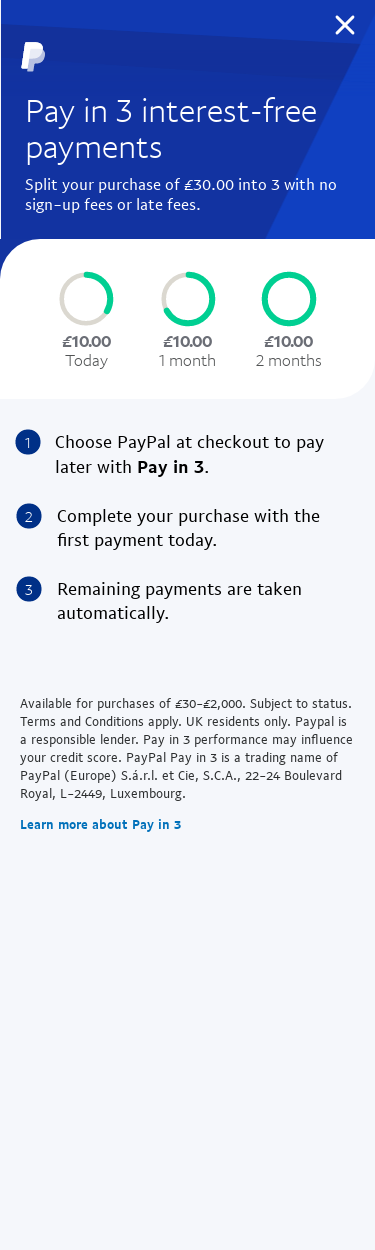 Pay in 3 interest-free
payments
Split your purchase of £30.00 into 3 with no
sign-up fees or late fees.
£10.00 £10.00 £10.00
Today 1 month 2 months
1 Choose PayPal at checkout to pay
later with Pay in 3.
2 Complete your purchase with the
first payment today.
3 Remaining payments are taken
automatically.
Available for purchases of £30-£2,000. Subject to status.
Terms and Conditions apply. UK residents only. Paypal is
a responsible lender. Pay in 3 performance may influence
your credit score. PayPal Pay in 3 is a trading name of
PayPal (Europe) S.á.r.l. et Cie, S.C.A., 22-24 Boulevard
Royal, L-2449, Luxembourg.
Learn more about Pay in 3